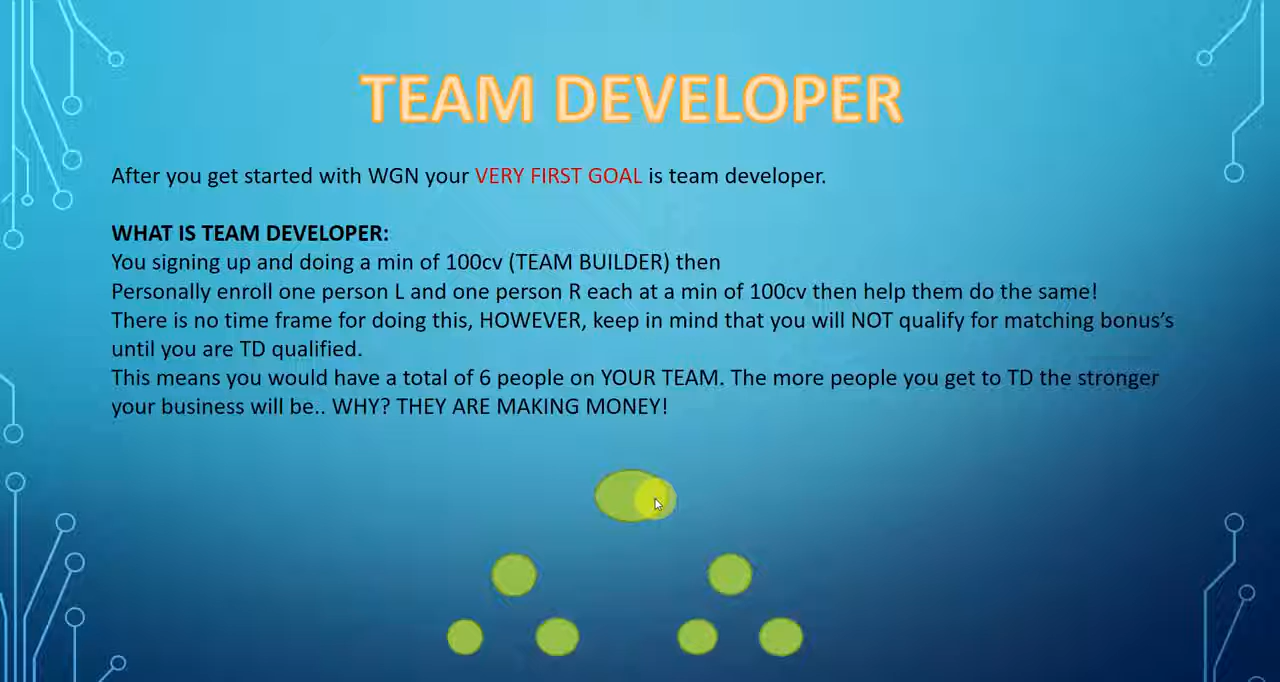 TEAM DEVELOPER
After you get started with WGN your VERY FIRST GOAL is team developer.
WHAT IS TEAM DEVELOPER:
You signing up and doing a min of 100cv (TEAM BUILDER) then
Personally enroll one person L and one person R each at a min of 100cv then help them do the same!
There is no time frame for doing this, HOWEVER, keep in mind that you will NOT qualify for matching bonus’s
until you are TD qualified.
This means you would have a total of 6 people on YOUR TEAM. The more people you get to TD the stronger
your business will be.. WHY? THEY ARE MAKING MONEY!